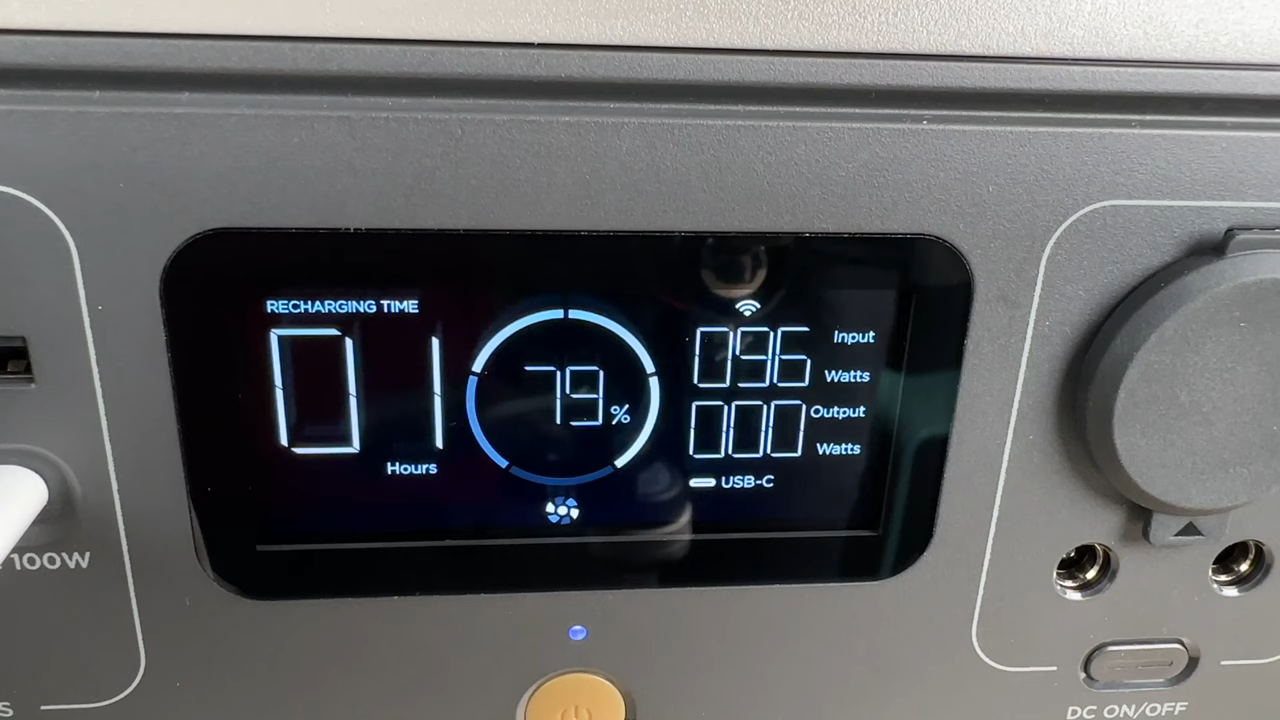 RECHARGING TIME
01
Hours
79%
096 Input Watts
000 Output Watts
USB-C
100W
S
DC ON/OFF